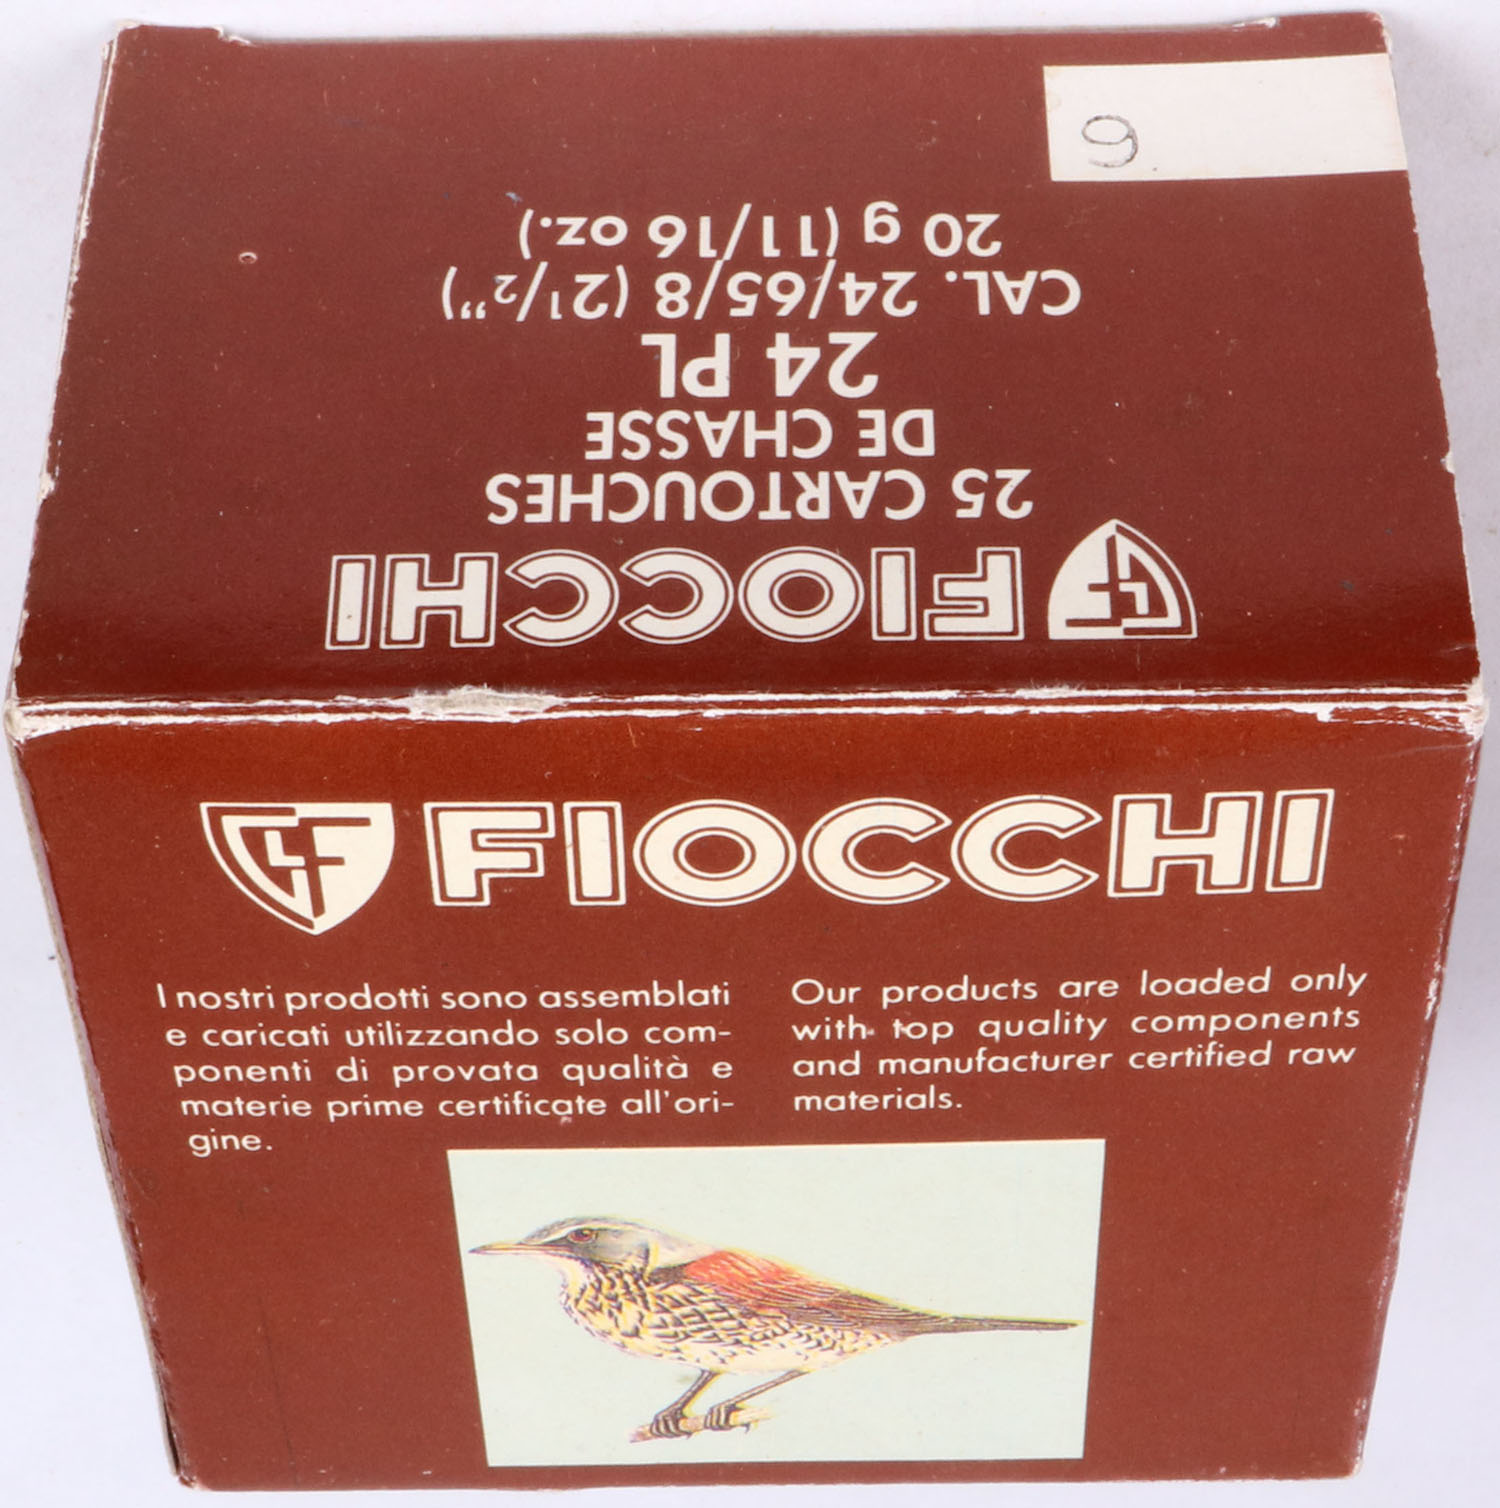 GF FIOCCHI
25 CARTOUCHES
DE CHASSE
24 PL
CAL. 24/65/8 (2 1/2")
20 g (11/16 oz.)
6
GF FIOCCHI
I nostri prodotti sono assemblati
e caricati utilizzando solo com-
ponenti di provata qualità e
materie prime certificate all'ori-
gine.
Our products are loaded only
with top quality components
and manufacturer certified raw
materials.